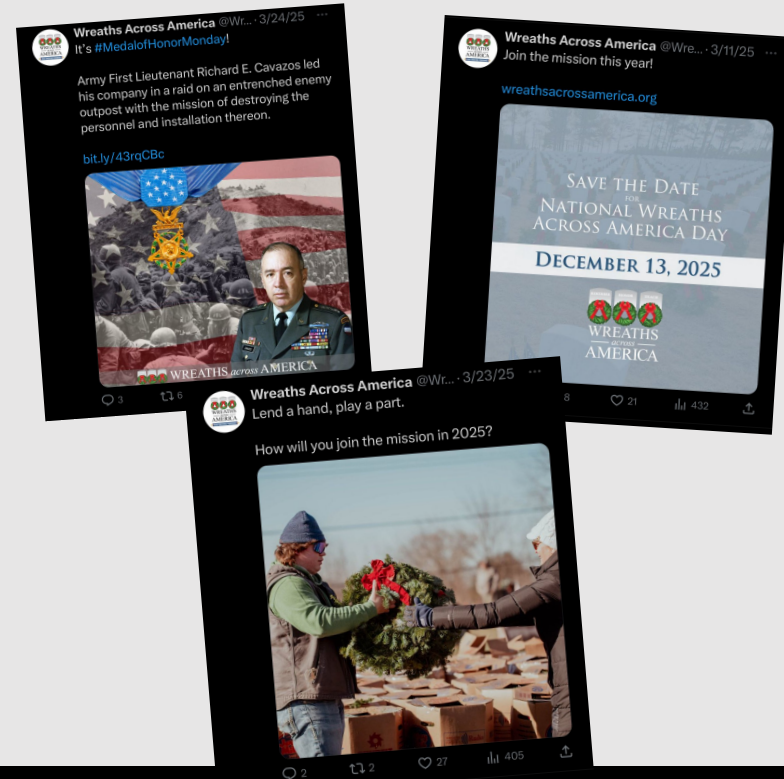 Wreaths Across America @Wr... · 3/24/25 ...
It's #MedalofHonorMonday!
Army First Lieutenant Richard E. Cavazos led
his company in a raid on an entrenched enemy
outpost with the mission of destroying the
personnel and installation thereon.
bit.ly/43rqCBc
WREATHS across AMERICA
3
6
Wreaths Across America @Wre... · 3/11/25 ...
Join the mission this year!
wreathsacrossamerica.org
SAVE THE DATE
FOR
NATIONAL WREATHS
ACROSS AMERICA DAY
DECEMBER 13, 2025
WREATHS
across
AMERICA
8
21
432
Wreaths Across America @Wr... · 3/23/25 ...
Lend a hand, play a part.
How will you join the mission in 2025?
2
2
27
405